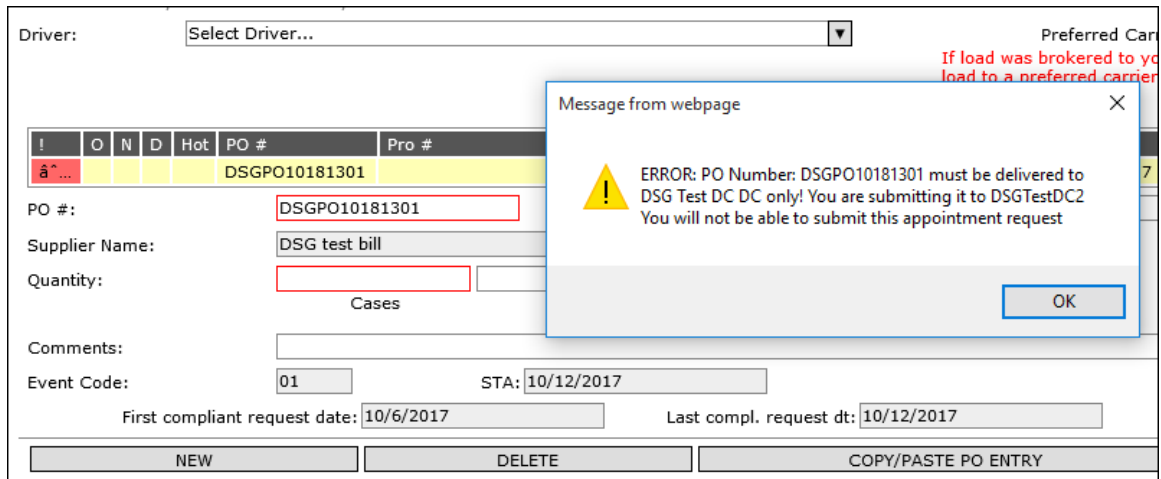 Driver:
Select Driver...
Preferred Carr
If load was brokered to yo
load to a preferred carrier
Message from webpage
! O N D Hot PO # Pro #
âˆ... DSGPO10181301 7
ERROR: PO Number: DSGPO10181301 must be delivered to
DSG Test DC DC only! You are submitting it to DSGTestDC2
You will not be able to submit this appointment request
OK
PO #: DSGPO10181301
Supplier Name: DSG test bill
Quantity:
Cases
Comments:
Event Code: 01 STA: 10/12/2017
First compliant request date: 10/6/2017 Last compl. request dt: 10/12/2017
NEW DELETE COPY/PASTE PO ENTRY